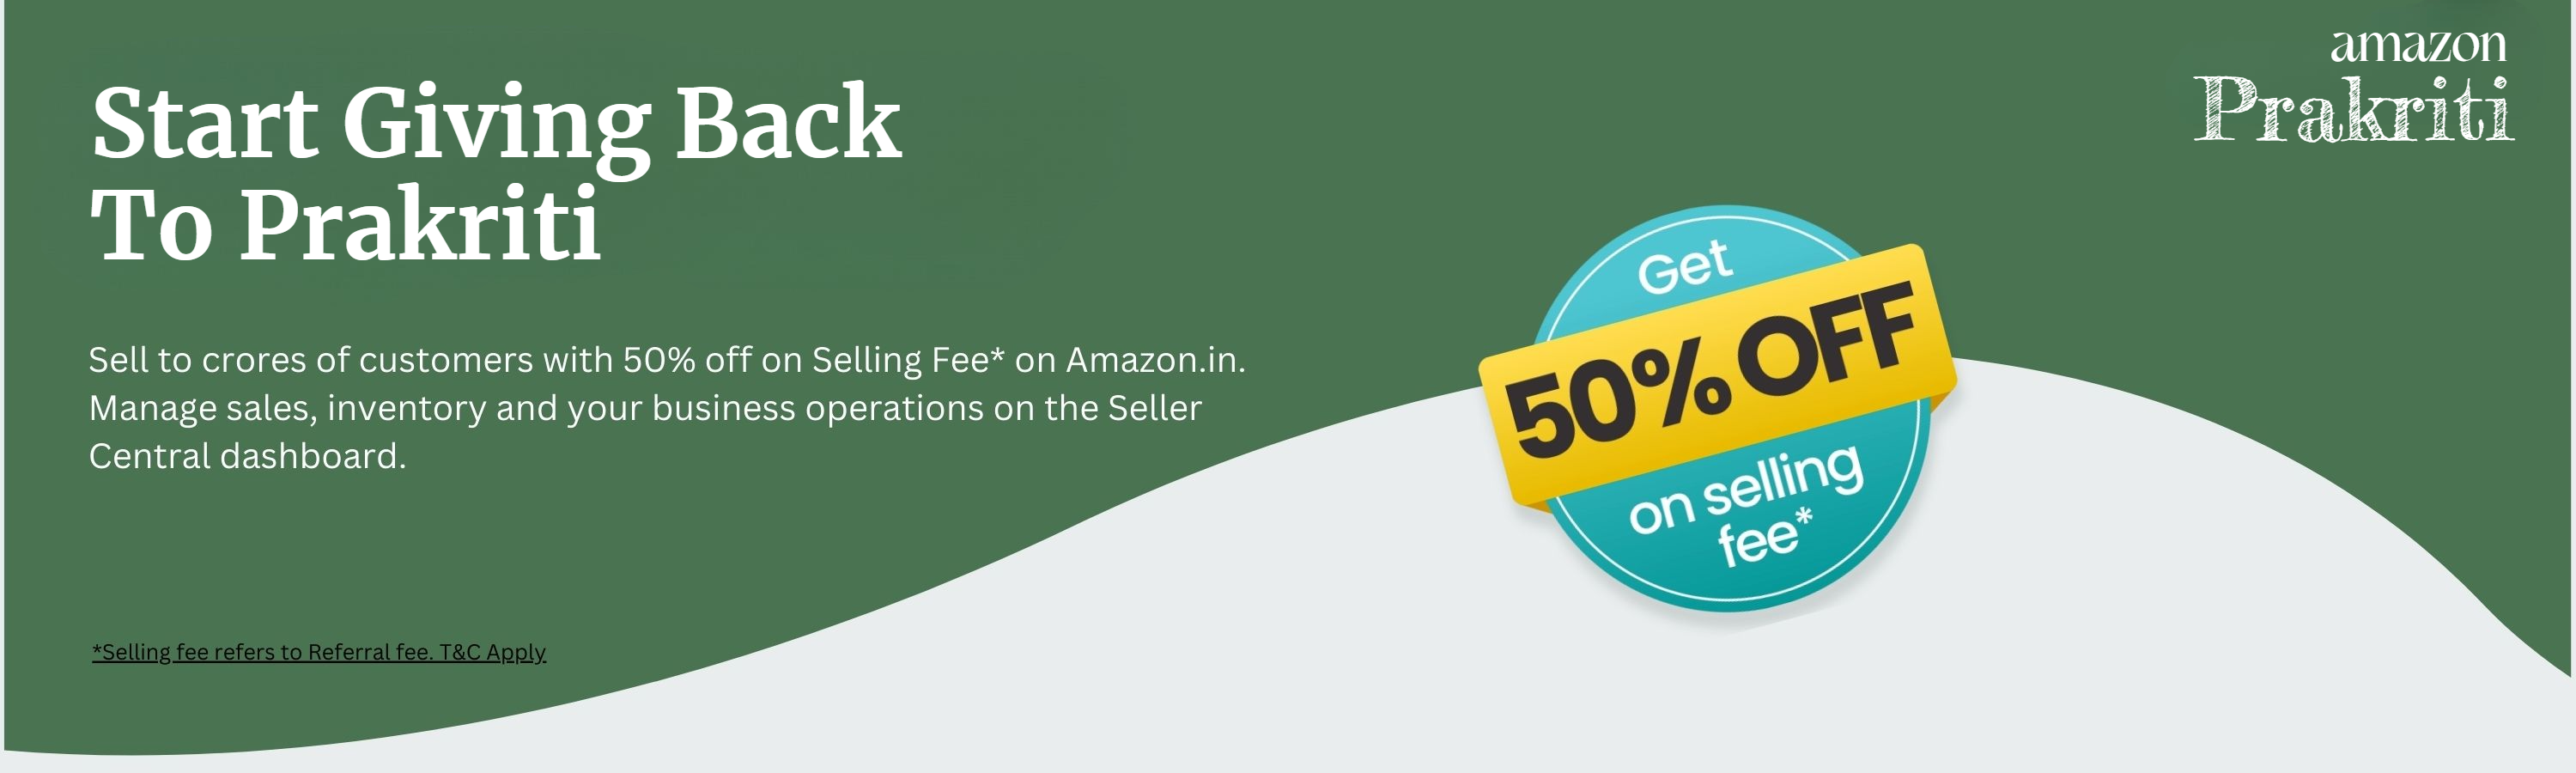 amazon
Prakriti
Start Giving Back
To Prakriti
Sell to crores of customers with 50% off on Selling Fee* on Amazon.in.
Manage sales, inventory and your business operations on the Seller
Central dashboard.
Get
50% OFF
on selling
fee*
*Selling fee refers to Referral fee. T&C Apply